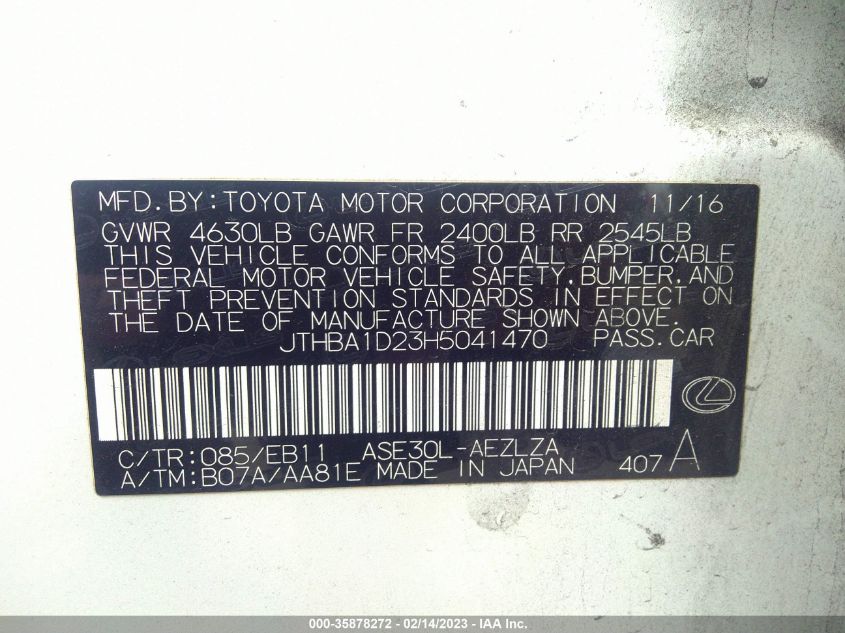 MFD.BY:TOYOTA MOTOR CORPORATION 11/16
GVWR 4630LB GAWR FR 2400LB RR 2545LB
THIS VEHICLE CONFORMS TO ALL APPLICABLE
FEDERAL MOTOR VEHICLE SAFETY,BUMPER,AND
THEFT PREVENTION STANDARDS IN EFFECT ON
THE DATE OF MANUFACTURE SHOWN ABOVE.
JTHBA1D23H5041470 PASS.CAR
C/TR:085/EB11 ASE30L-AEZLZA
A/TM:B07A/AA81E MADE IN JAPAN 407A
000-35878272 - 02/14/2023 - IAA Inc.